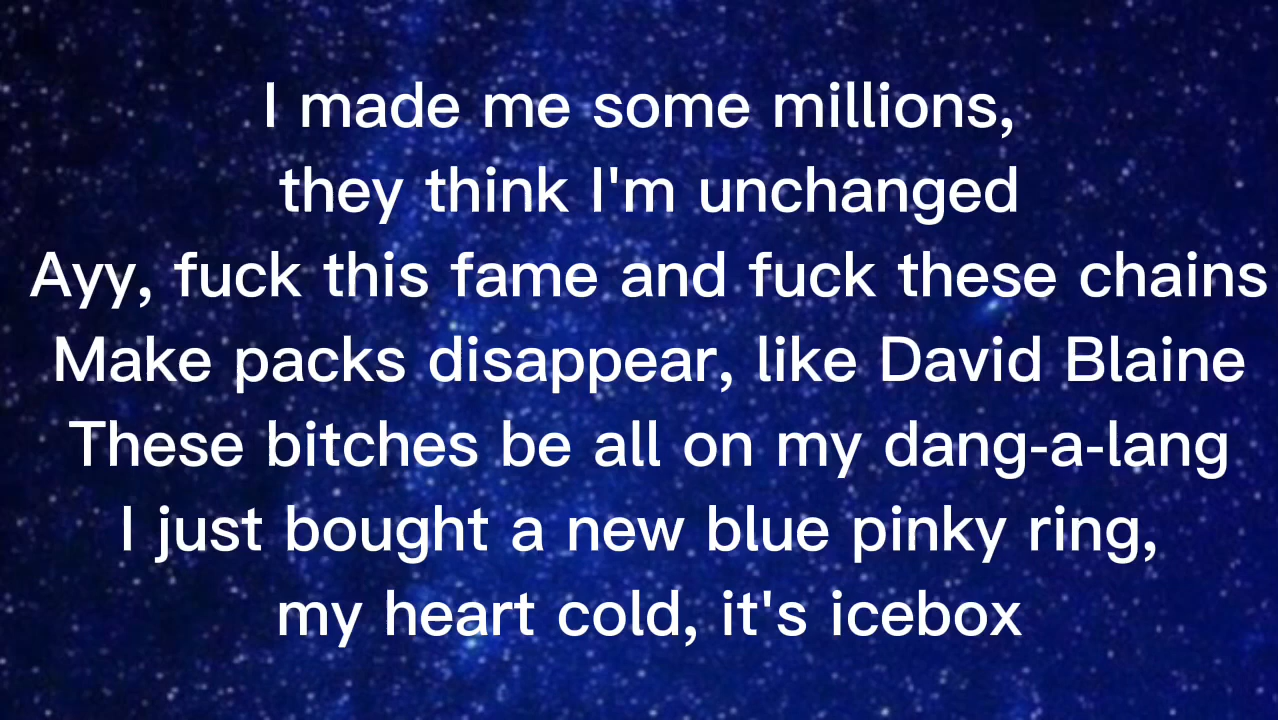 I made me some millions,
they think I'm unchanged
Ayy, fuck this fame and fuck these chains
Make packs disappear, like David Blaine
These bitches be all on my dang-a-lang
I just bought a new blue pinky ring,
my heart cold, it's icebox